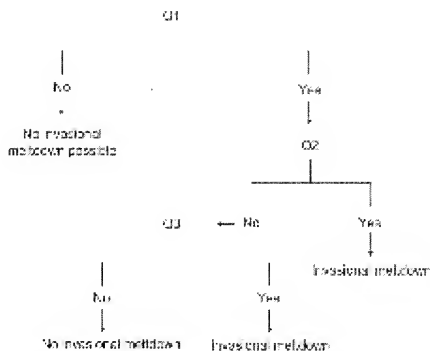 Q1
No
Yes
No invasional
meltdown possible
Q2
Q3
No
Yes
Invasional meltdown
No
Yes
No invasional meltdown
Invasional meltdown